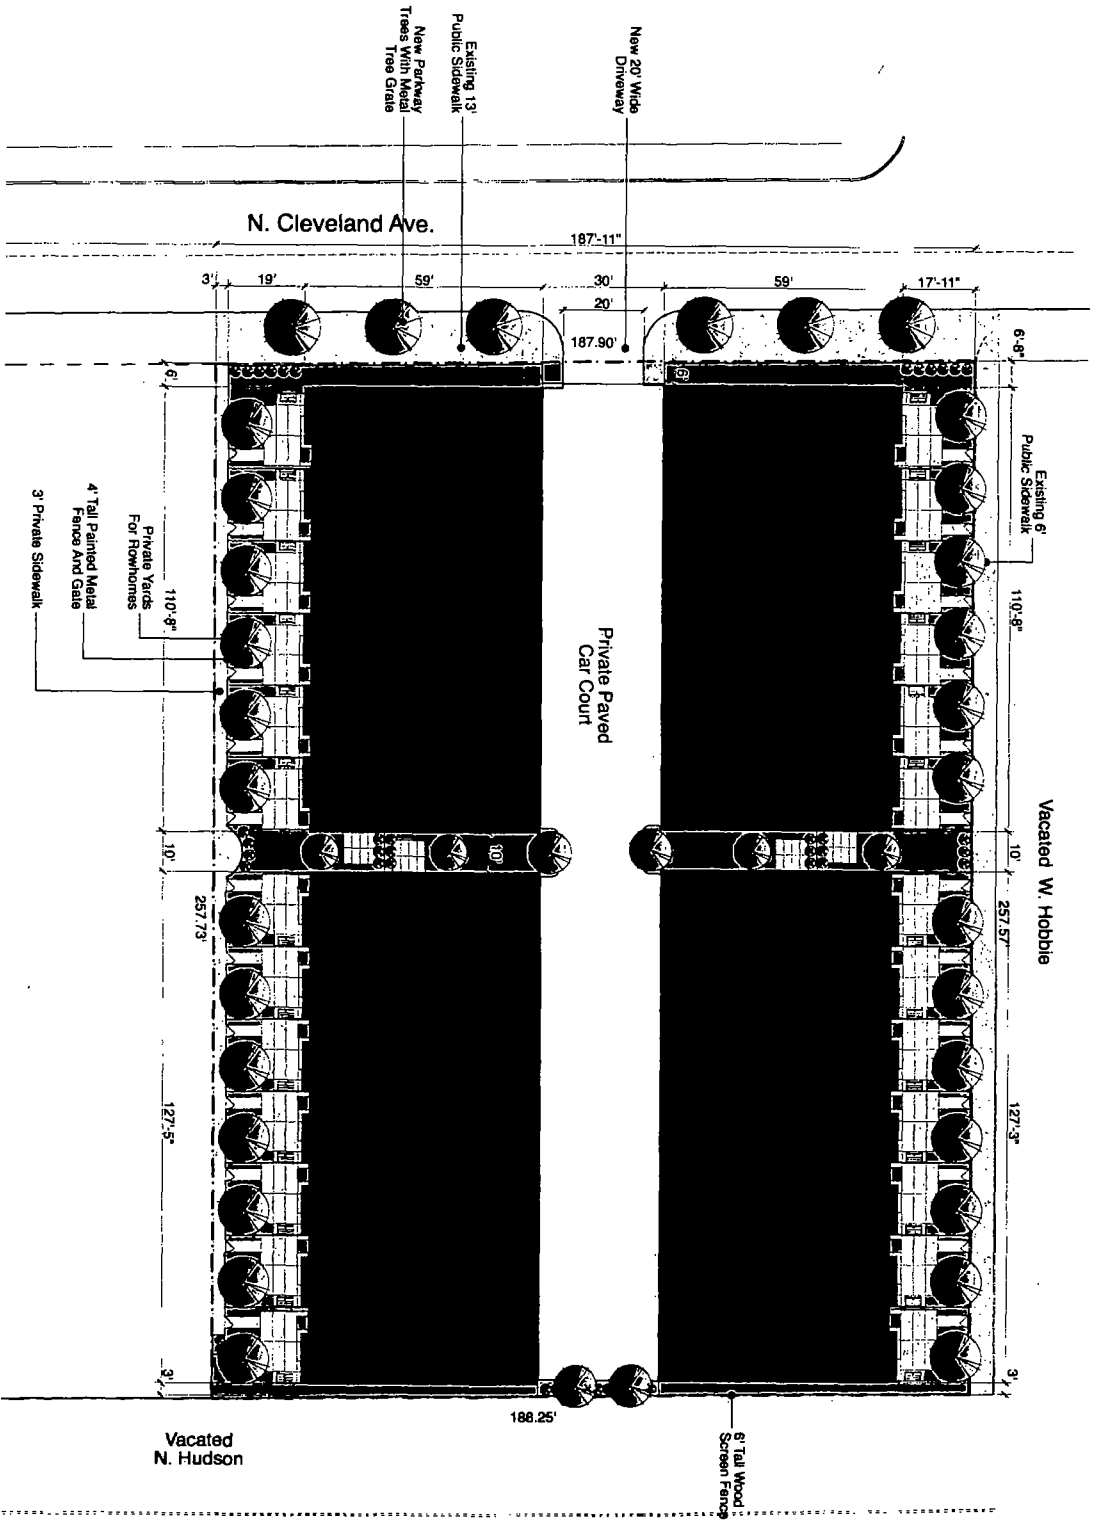 New 20' Wide
Driveway
Existing 13'
Public Sidewalk
New Parkway
Trees With Metal
Tree Grate
N. Cleveland Ave.
187'-11"
3'
19'
59'
30'
59'
17'-11"
20'
187.90'
6'-8"
6'
6'
Existing 6'
Public Sidewalk
Private Yards
For Rowhomes
4' Tall Painted Metal
Fence And Gate
3' Private Sidewalk
110'-8"
110'-8"
Private Paved
Car Court
Vacated W. Hobbie
10'
10'
10'
257.73'
257.57'
127'-5"
127'-3"
3'
3'
188.25'
Vacated
N. Hudson
6' Tall Wood
Screen Fence